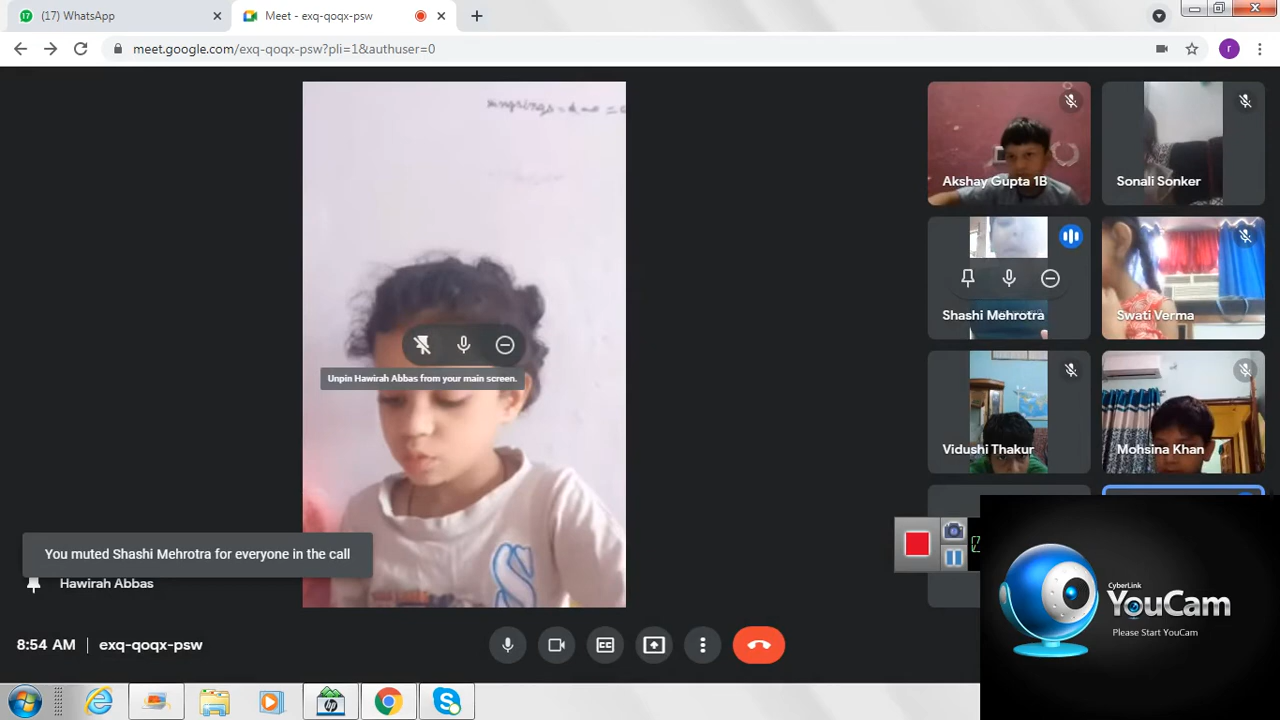 (17) WhatsApp
Meet - exq-qoqx-psw
meet.google.com/exq-qoqx-psw?pli=1&authuser=0
r
Akshay Gupta 1B
Sonali Sonker
Shashi Mehrotra
Swati Verma
Unpin Hawirah Abbas from your main screen.
Vidushi Thakur
Mohsina Khan
You muted Shashi Mehrotra for everyone in the call
Hawirah Abbas
CyberLink
YouCam
Please Start YouCam
8:54 AM | exq-qoqx-psw
CC
hp
S